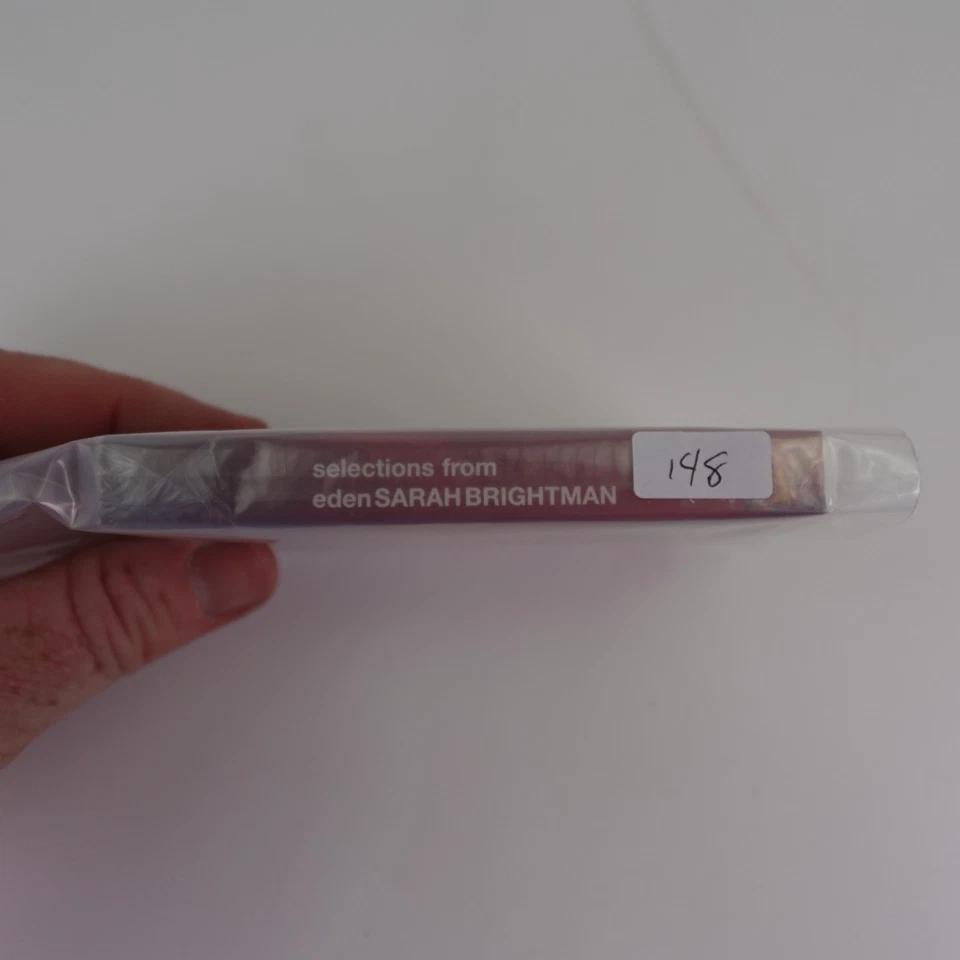 selections from
eden SARAH BRIGHTMAN
148